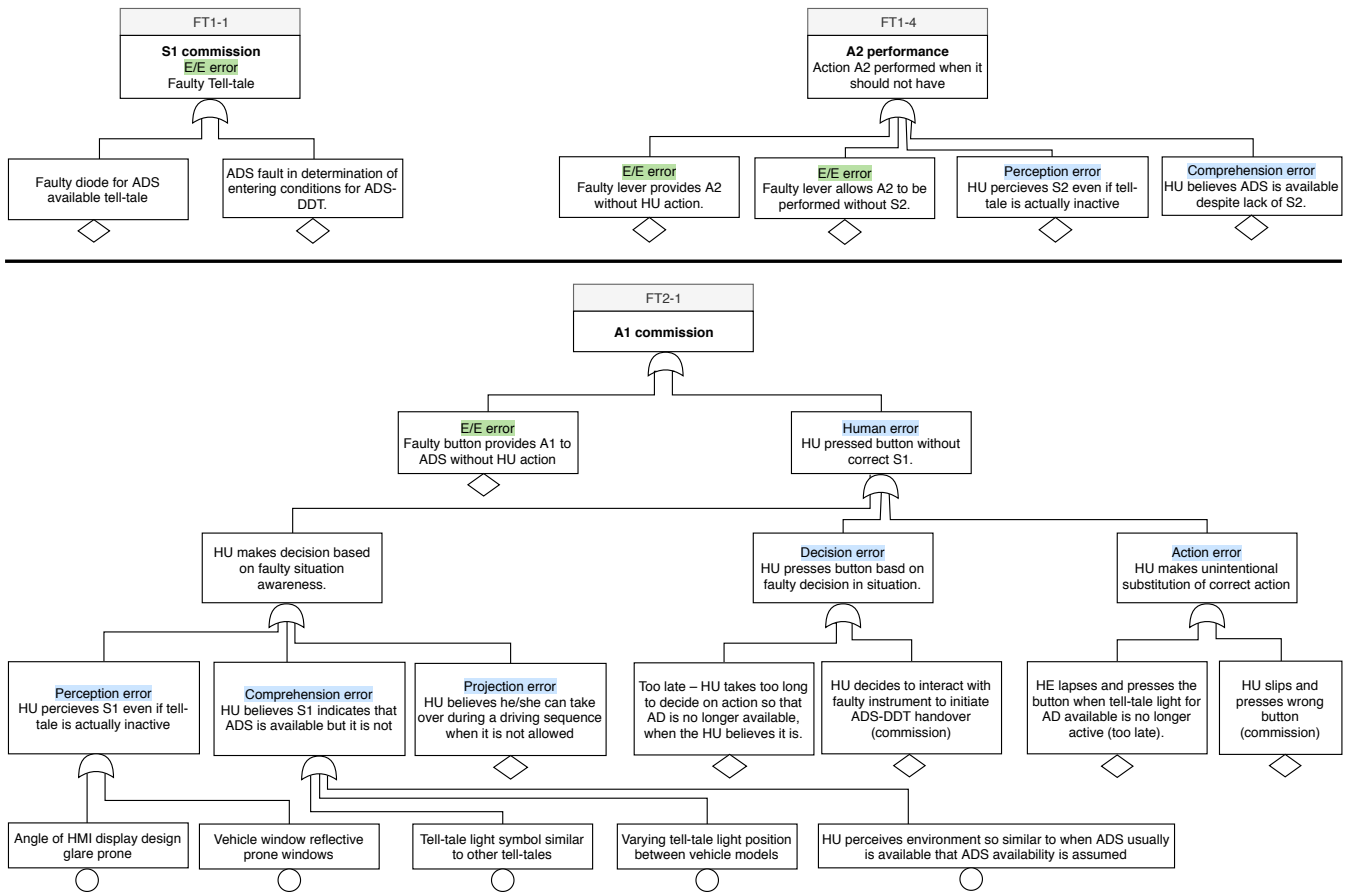 FT1-1
S1 commission
E/E error
Faulty Tell-tale
Faulty diode for ADS
available tell-tale
ADS fault in determination of
entering conditions for ADS-
DDT.
FT1-4
A2 performance
Action A2 performed when it
should not have
E/E error
Faulty lever provides A2
without HU action.
E/E error
Faulty lever allows A2 to be
performed without S2.
Perception error
HU percieves S2 even if tell-
tale is actually inactive
Comprehension error
HU believes ADS is available
despite lack of S2.
FT2-1
A1 commission
E/E error
Faulty button provides A1 to
ADS without HU action
Human error
HU pressed button without
correct S1.
HU makes decision based
on faulty situation
awareness.
Decision error
HU presses button basd on
faulty decision in situation.
Action error
HU makes unintentional
substitution of correct action
Perception error
HU percieves S1 even if tell-
tale is actually inactive
Comprehension error
HU believes S1 indicates that
ADS is available but it is not
Projection error
HU believes he/she can take
over during a driving sequence
when it is not allowed
Too late – HU takes too long
to decide on action so that
AD is no longer available,
when the HU believes it is.
HU decides to interact with
faulty instrument to initiate
ADS-DDT handover
(commission)
HE lapses and presses the
button when tell-tale light for
AD available is no longer
active (too late).
HU slips and
presses wrong
button
(commission)
Angle of HMI display design
glare prone
Vehicle window reflective
prone windows
Tell-tale light symbol similar
to other tell-tales
Varying tell-tale light position
between vehicle models
HU perceives environment so similar to when ADS usually
is available that ADS availability is assumed